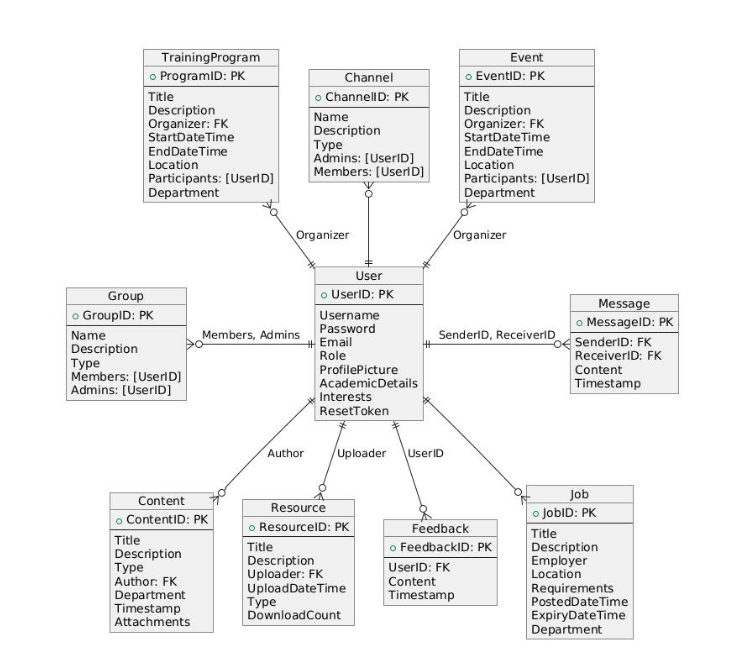 TrainingProgram
ProgramID: PK
Title
Description
Organizer: FK
StartDateTime
EndDateTime
Location
Participants: [UserID]
Department
Channel
ChannelID: PK
Name
Description
Type
Admins: [UserID]
Members: [UserID]
Event
EventID: PK
Title
Description
Organizer: FK
StartDateTime
EndDateTime
Location
Participants: [UserID]
Department
Organizer
Organizer
Group
GroupID: PK
Name
Description
Type
Members: [UserID]
Admins: [UserID]
Members, Admins
User
UserID: PK
Username
Password
Email
Role
ProfilePicture
AcademicDetails
Interests
ResetToken
SenderID, ReceiverID
Message
MessageID: PK
SenderID: FK
ReceiverID: FK
Content
Timestamp
Author
Uploader
UserID
Content
ContentID: PK
Title
Description
Type
Author: FK
Department
Timestamp
Attachments
Resource
ResourceID: PK
Title
Description
Uploader: FK
UploadDateTime
Type
DownloadCount
Feedback
FeedbackID: PK
UserID: FK
Content
Timestamp
Job
JobID: PK
Title
Description
Employer
Location
Requirements
PostedDateTime
ExpiryDateTime
Department